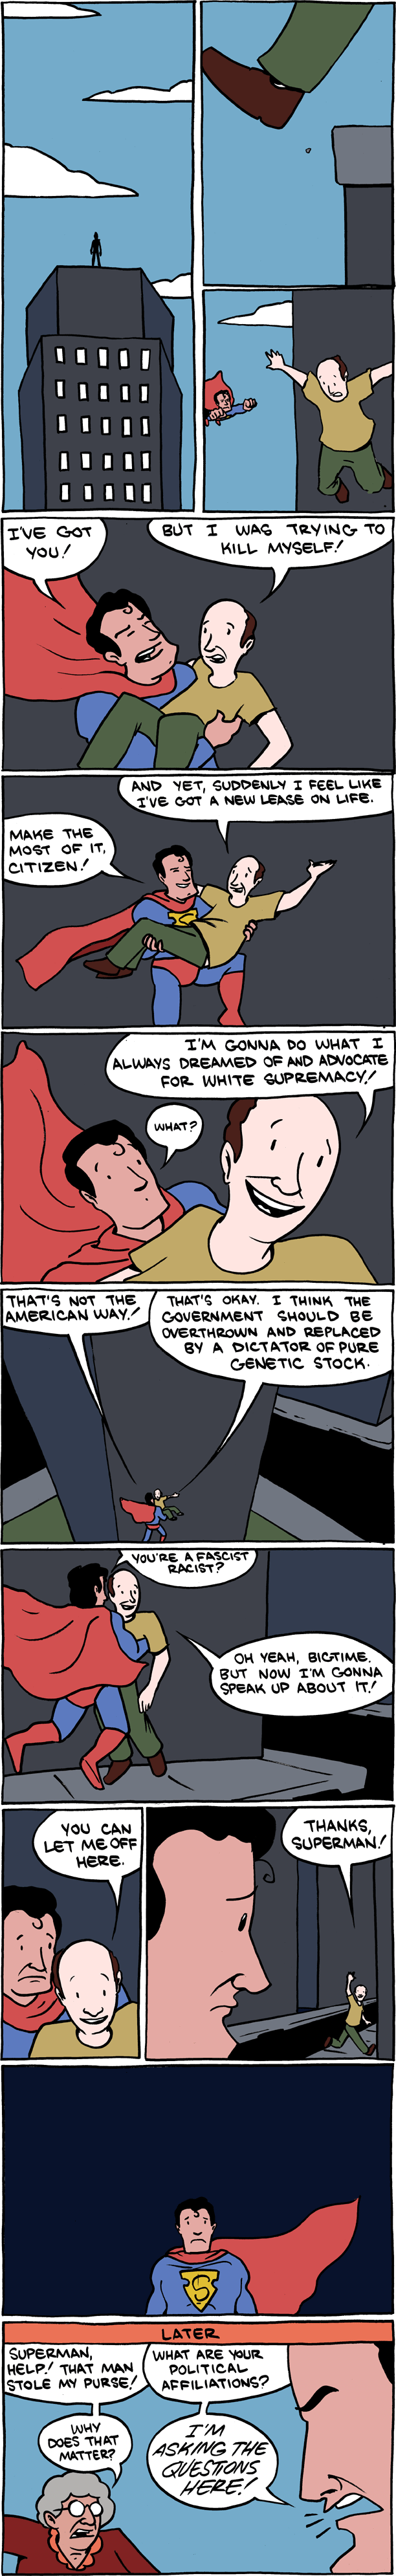 I'VE GOT
YOU!
BUT I WAS TRYING TO
KILL MYSELF!
AND YET, SUDDENLY I FEEL LIKE
I'VE GOT A NEW LEASE ON LIFE.
MAKE THE
MOST OF IT,
CITIZEN!
S
I'M GONNA DO WHAT I
ALWAYS DREAMED OF AND ADVOCATE
FOR WHITE SUPREMACY!
WHAT?
THAT'S NOT THE
AMERICAN WAY!
THAT'S OKAY. I THINK THE
GOVERNMENT SHOULD BE
OVERTHROWN AND REPLACED
BY A DICTATOR OF PURE
GENETIC STOCK.
YOU'RE A FASCIST
RACIST?
OH YEAH, BIGTIME.
BUT NOW I'M GONNA
SPEAK UP ABOUT IT!
YOU CAN
LET ME OFF
HERE.
THANKS,
SUPERMAN!
S
LATER
SUPERMAN,
HELP! THAT MAN
STOLE MY PURSE!
WHAT ARE YOUR
POLITICAL
AFFILIATIONS?
WHY
DOES THAT
MATTER?
I'M
ASKING THE
QUESTIONS
HERE!